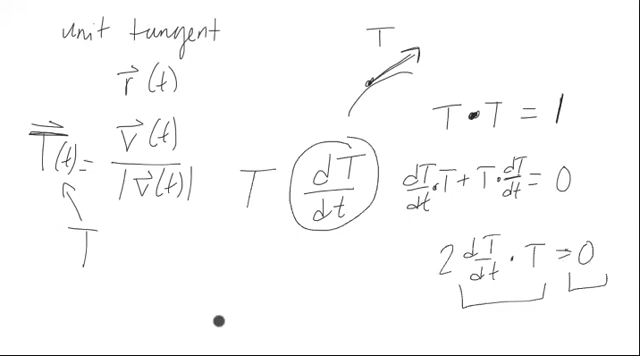 unit tangent
r⃗(t)
T⃗(t) = v⃗(t) / |v⃗(t)|
T
T
T dT/dt
T • T = 1
dT/dt · T + T · dT/dt = 0
2 dT/dt · T = 0